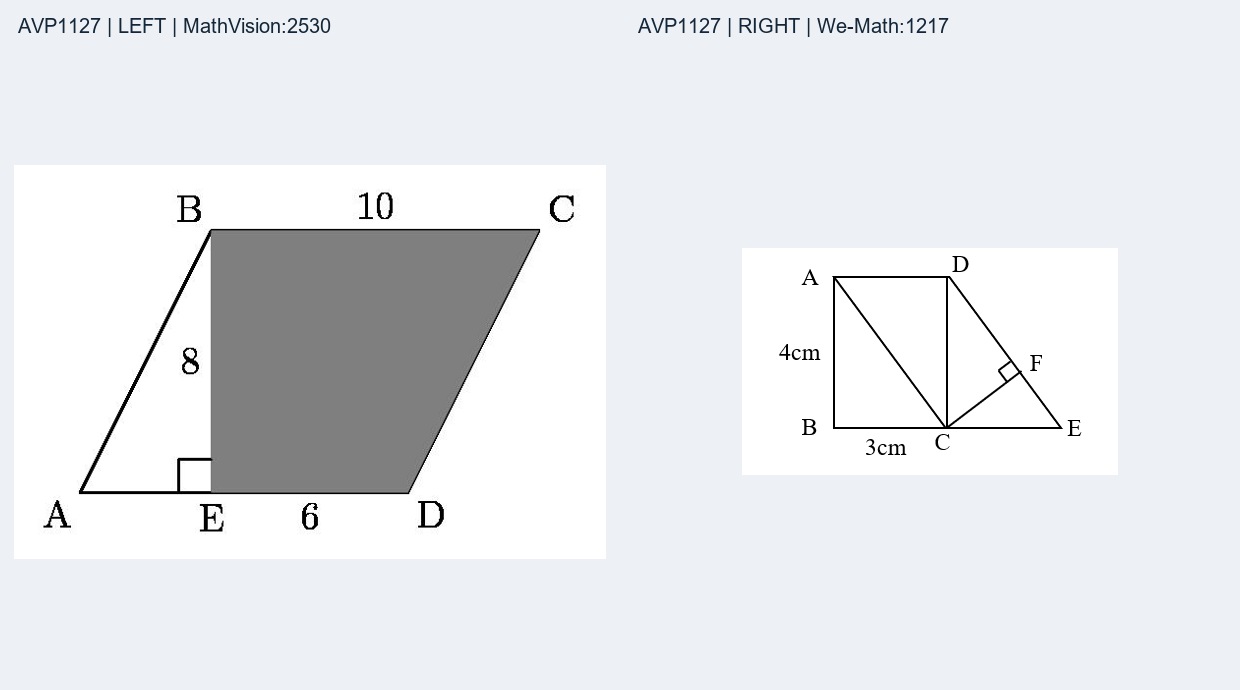 AVP1127 | LEFT | MathVision:2530
AVP1127 | RIGHT | We-Math:1217
B 10 C
8
A E 6 D
A D
4cm F
B C E
3cm